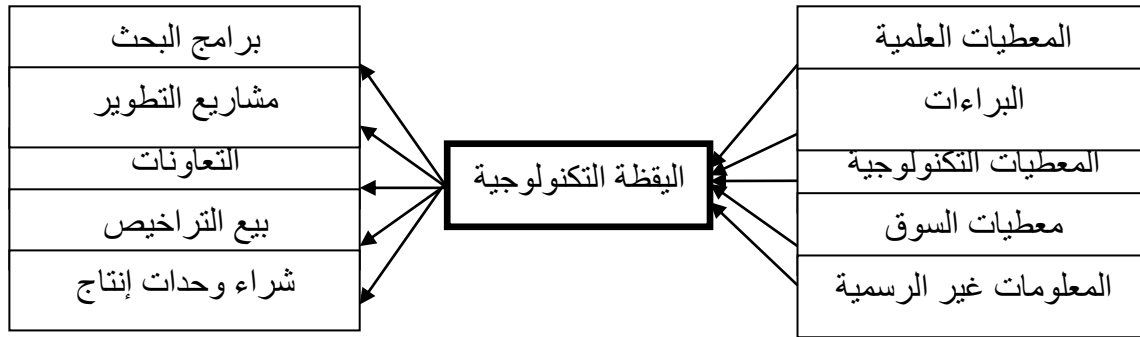 المعطيات العلمية
البراءات
المعطيات التكنولوجية
معطيات السوق
المعلومات غير الرسمية
اليقظة التكنولوجية
برامج البحث
مشاريع التطوير
التعاونات
بيع التراخيص
شراء وحدات إنتاج